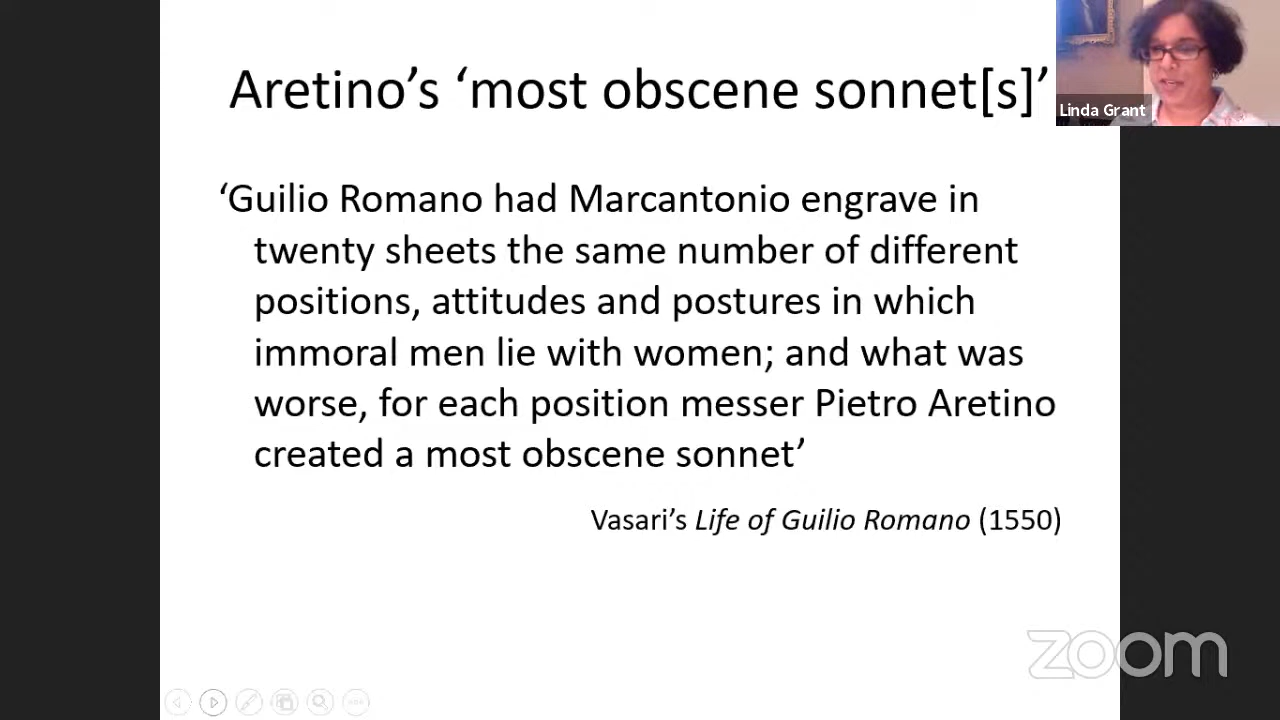 Aretino’s ‘most obscene sonnet[s]’
Linda Grant
‘Guilio Romano had Marcantonio engrave in
twenty sheets the same number of different
positions, attitudes and postures in which
immoral men lie with women; and what was
worse, for each position messer Pietro Aretino
created a most obscene sonnet’
Vasari’s Life of Guilio Romano (1550)
zoom